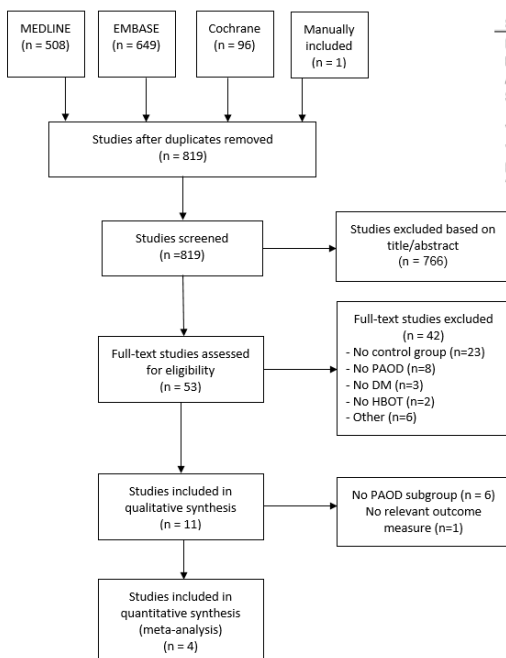 MEDLINE
(n = 508)
EMBASE
(n = 649)
Cochrane
(n = 96)
Manually
included
(n = 1)
Studies after duplicates removed
(n = 819)
Studies screened
(n =819)
Studies excluded based on
title/abstract
(n = 766)
Full-text studies assessed
for eligibility
(n = 53)
Full-text studies excluded
(n = 42)
- No control group (n=23)
- No PAOD (n=8)
- No DM (n=3)
- No HBOT (n=2)
- Other (n=6)
Studies included in
qualitative synthesis
(n = 11)
No PAOD subgroup (n = 6)
No relevant outcome
measure (n=1)
Studies included in
quantitative synthesis
(meta-analysis)
(n = 4)